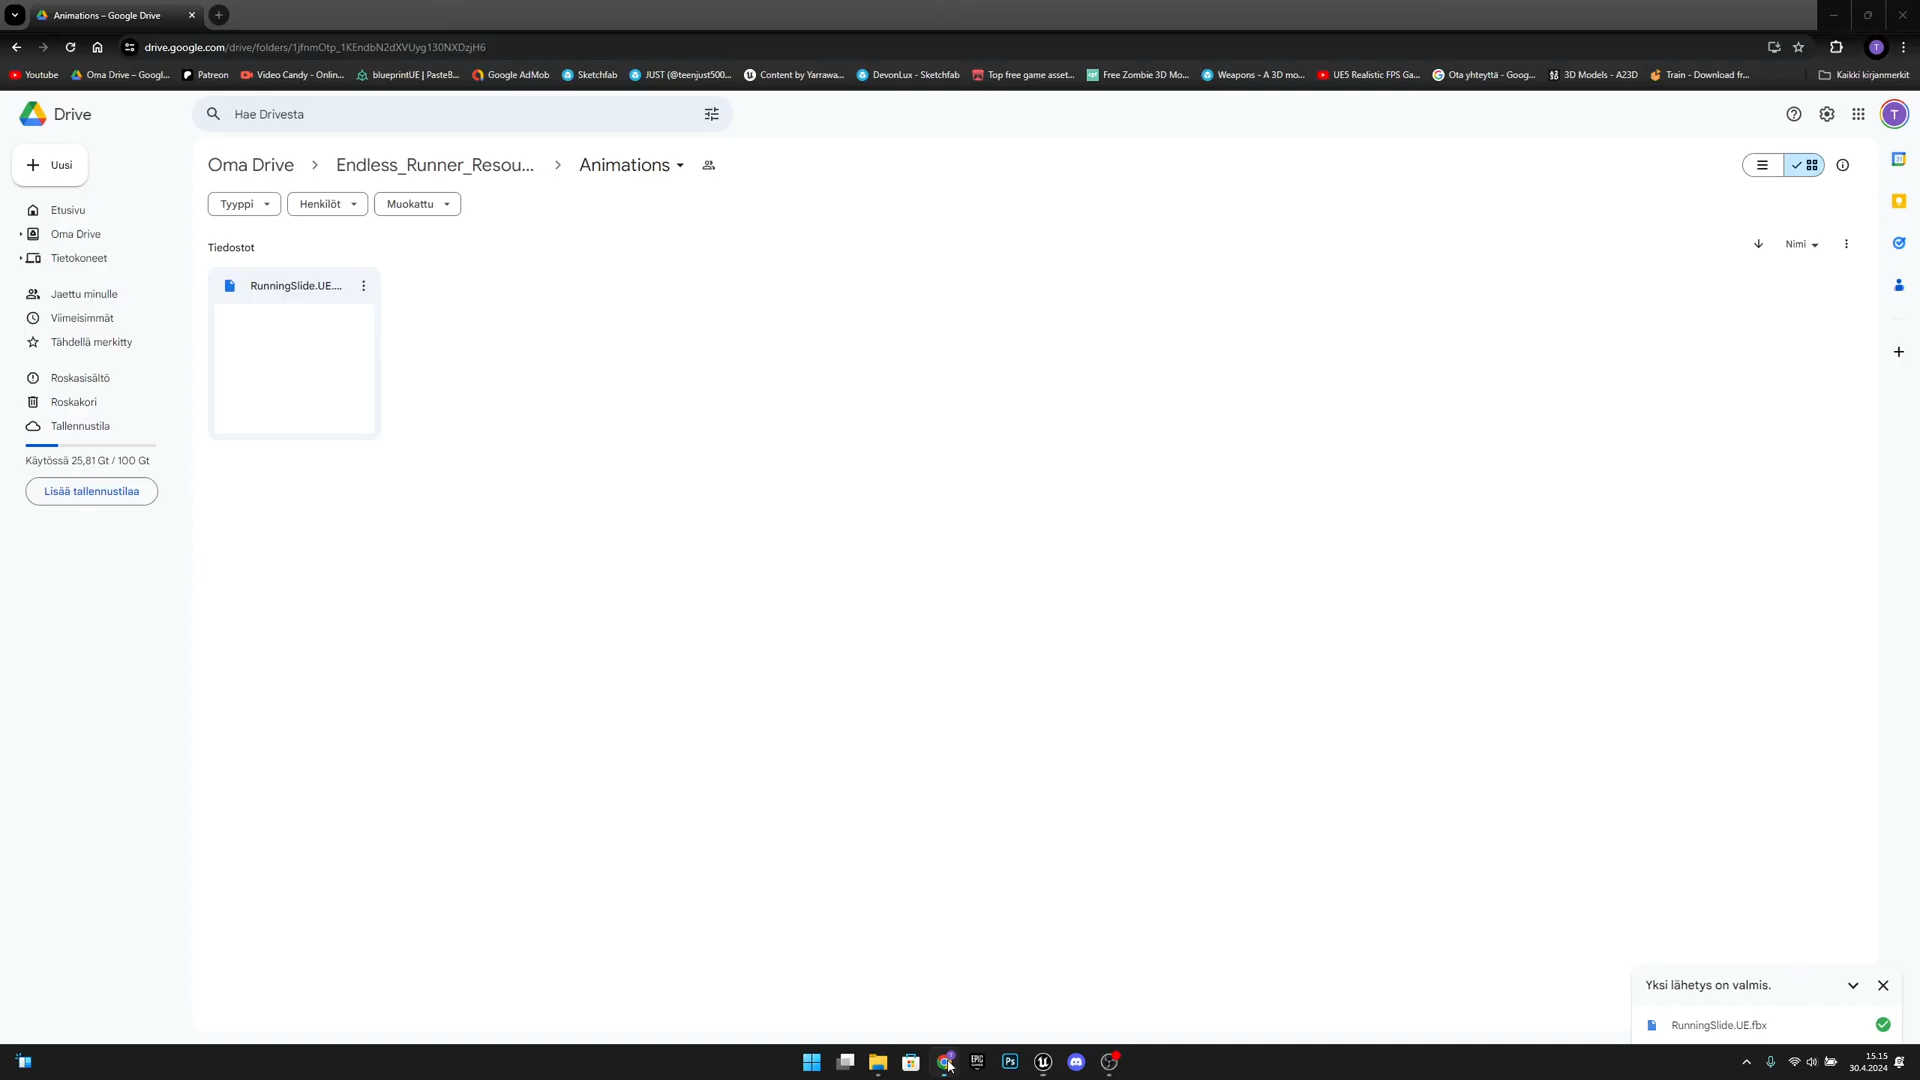 Animations – Google Drive
drive.google.com/drive/folders/1jfnmOtp_1KEndbN2dXVUyg130NXDzjH6
T
Youtube
Oma Drive – Googl...
Patreon
Video Candy - Onlin...
blueprintUE | PasteB...
Google AdMob
Sketchfab
JUST (@teenjust500...
Content by Yarrawa...
DevonLux - Sketchfab
Top free game asset...
Free Zombie 3D Mo...
Weapons - A 3D mo...
UE5 Realistic FPS Ga...
Ota yhteyttä - Goog...
3D Models - A23D
Train - Download fr...
Kaikki kirjanmerkit
Drive
Hae Drivesta
T
Uusi
Oma Drive
Endless_Runner_Resou...
Animations
Tyyppi
Henkilöt
Muokattu
Etusivu
Oma Drive
Tietokoneet
Jaettu minulle
Viimeisimmät
Tähdellä merkitty
Roskasisältö
Roskakori
Tallennustila
Käytössä 25,81 Gt / 100 Gt
Lisää tallennustilaa
Tiedostot
Nimi
RunningSlide.UE....
Yksi lähetys on valmis.
RunningSlide.UE.fbx
EPIC
Ps
15.15
30.4.2024